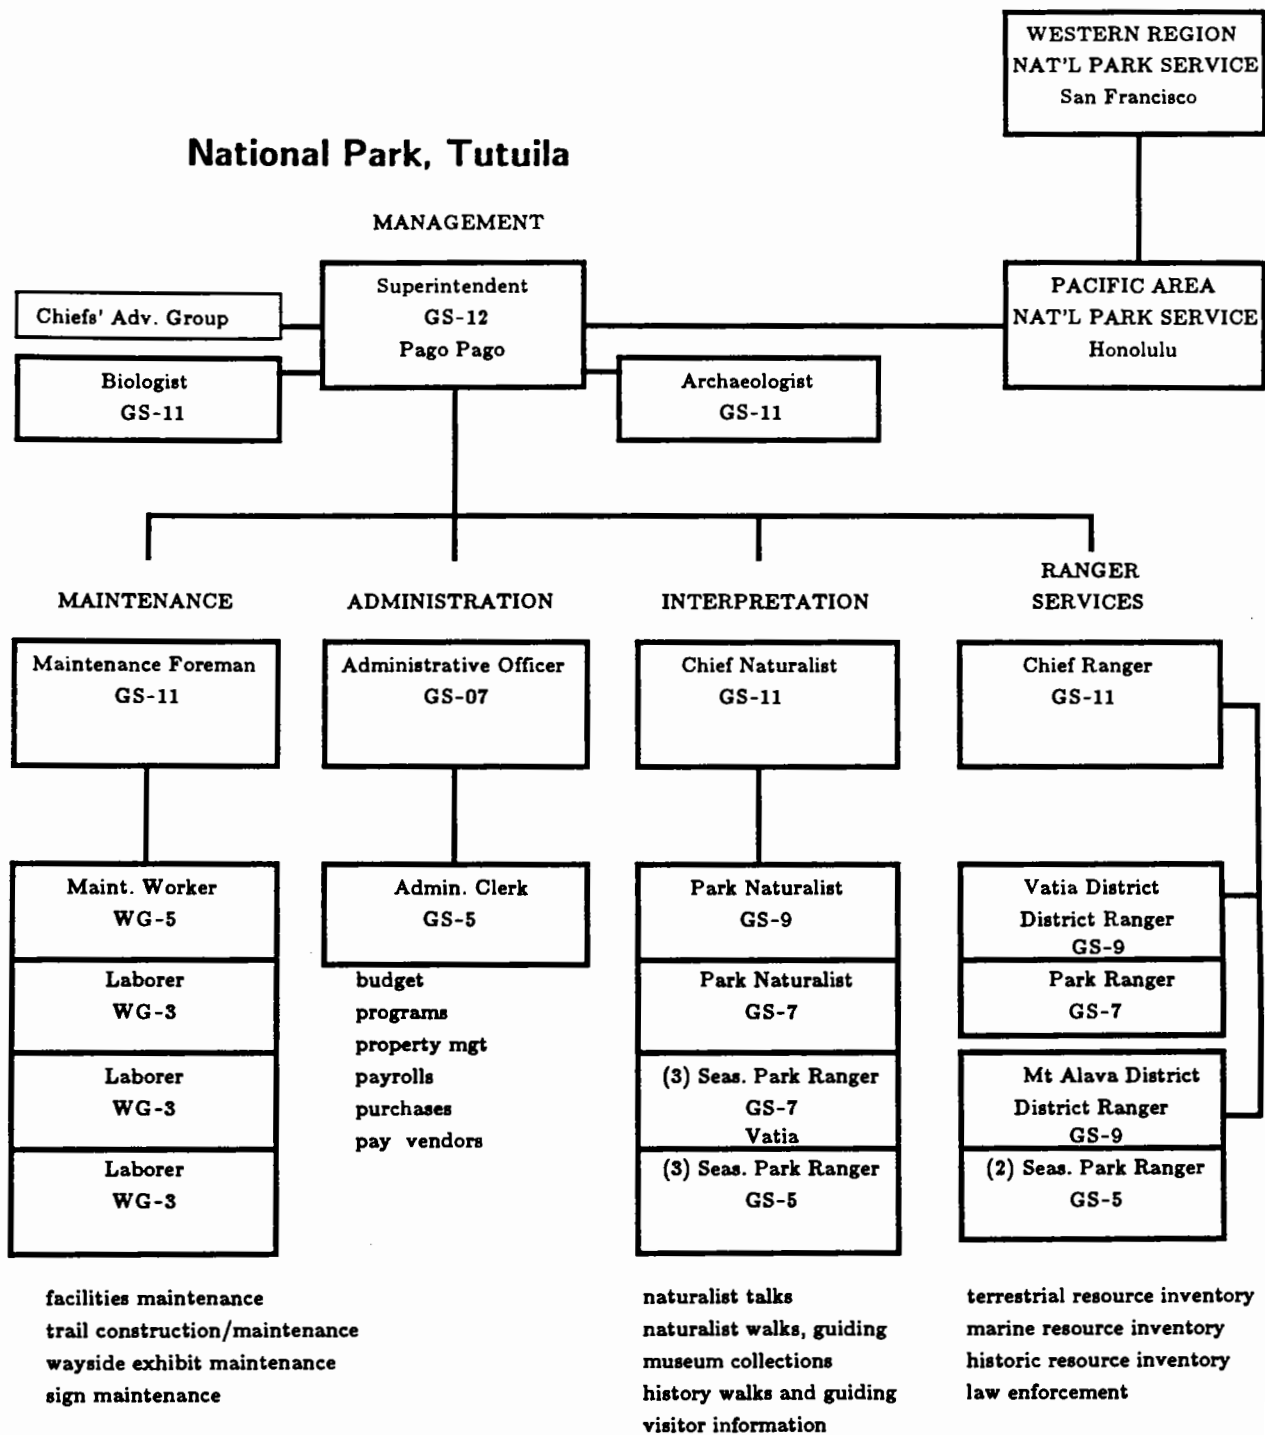 WESTERN REGION
NAT'L PARK SERVICE
San Francisco
National Park, Tutuila
MANAGEMENT
Superintendent
GS-12
Pago Pago
PACIFIC AREA
NAT'L PARK SERVICE
Honolulu
Chiefs' Adv. Group
Biologist
GS-11
Archaeologist
GS-11
MAINTENANCE
Maintenance Foreman
GS-11
Maint. Worker
WG-5
Laborer
WG-3
Laborer
WG-3
Laborer
WG-3
facilities maintenance
trail construction/maintenance
wayside exhibit maintenance
sign maintenance
ADMINISTRATION
Administrative Officer
GS-07
Admin. Clerk
GS-5
budget
programs
property mgt
payrolls
purchases
pay vendors
INTERPRETATION
Chief Naturalist
GS-11
Park Naturalist
GS-9
Park Naturalist
GS-7
(3) Seas. Park Ranger
GS-7
Vatia
(3) Seas. Park Ranger
GS-5
naturalist talks
naturalist walks, guiding
museum collections
history walks and guiding
visitor information
RANGER
SERVICES
Chief Ranger
GS-11
Vatia District
District Ranger
GS-9
Park Ranger
GS-7
Mt Alava District
District Ranger
GS-9
(2) Seas. Park Ranger
GS-5
terrestrial resource inventory
marine resource inventory
historic resource inventory
law enforcement